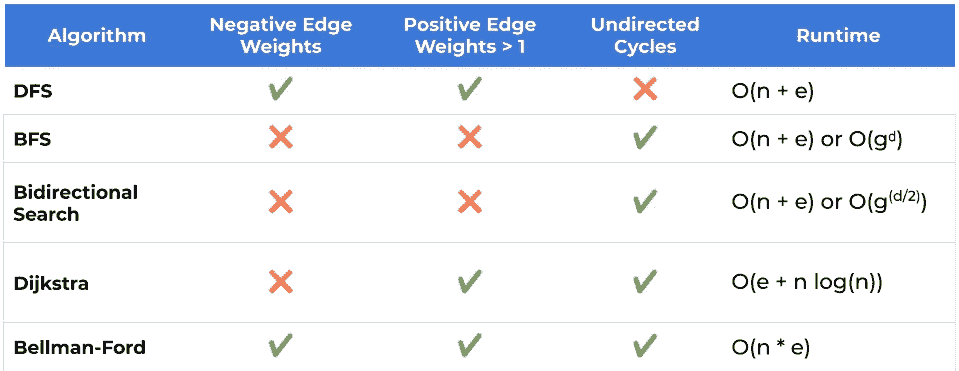 Algorithm
Negative Edge
Weights
Positive Edge
Weights > 1
Undirected
Cycles
Runtime
DFS ✓ ✓ ✗ O(n + e)
BFS ✗ ✗ ✓ O(n + e) or O(gᵈ)
Bidirectional
Search
✗ ✗ ✓ O(n + e) or O(g⁽ᵈ/²⁾)
Dijkstra ✗ ✓ ✓ O(e + n log(n))
Bellman-Ford ✓ ✓ ✓ O(n * e)